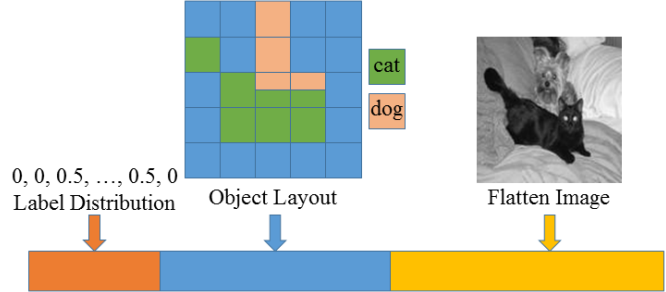 cat
dog
0, 0, 0.5, ..., 0.5, 0
Label Distribution
Object Layout
Flatten Image